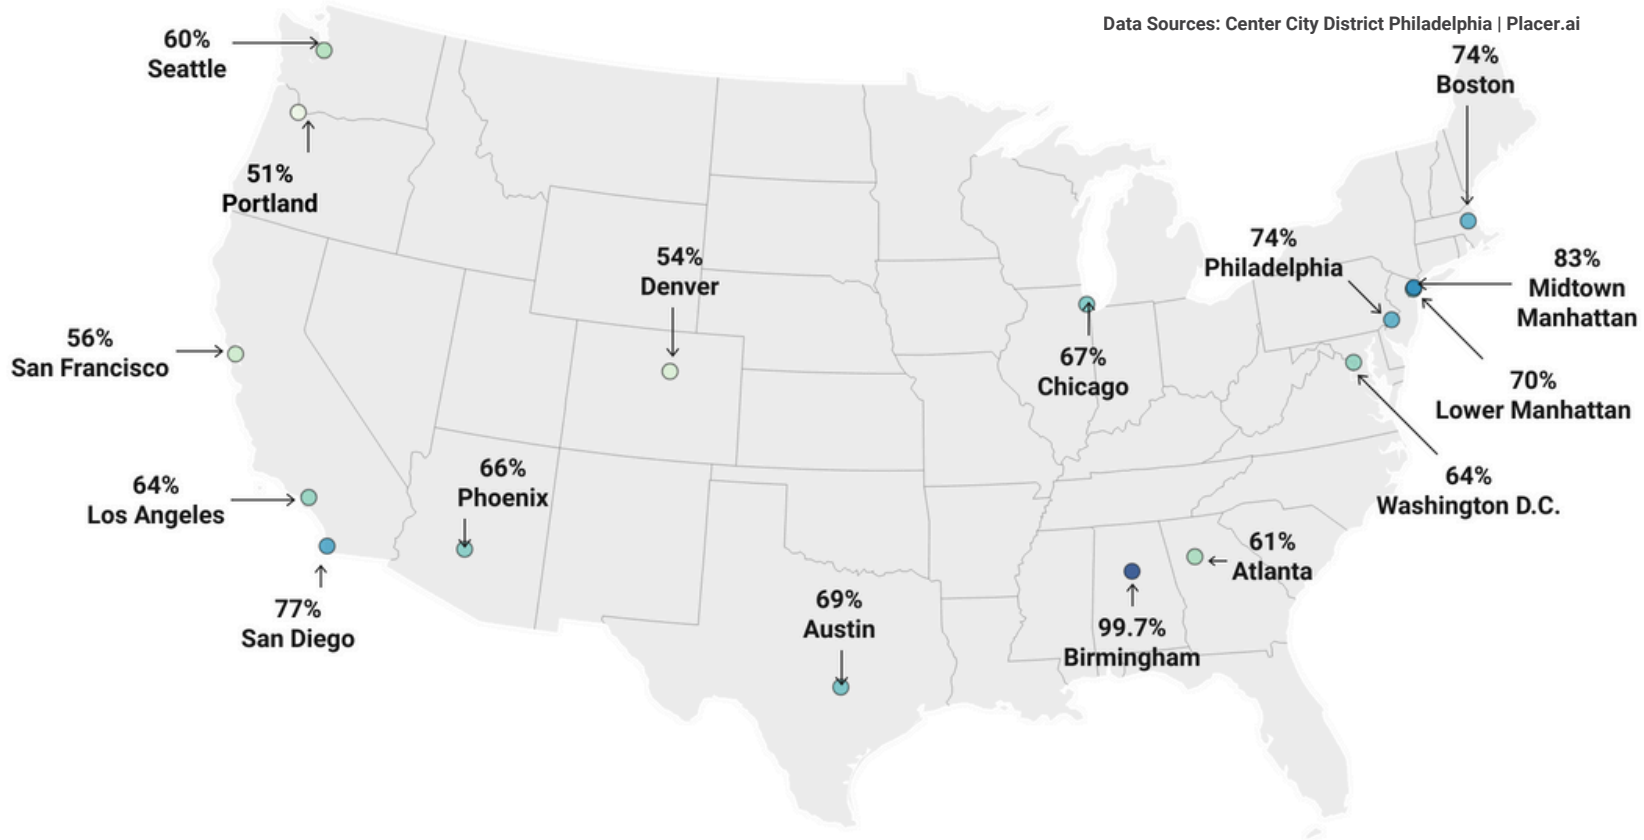 Data Sources: Center City District Philadelphia | Placer.ai
60%
Seattle
74%
Boston
51%
Portland
54%
Denver
74%
Philadelphia
83%
Midtown
Manhattan
56%
San Francisco
67%
Chicago
70%
Lower Manhattan
64%
Los Angeles
66%
Phoenix
64%
Washington D.C.
61%
Atlanta
77%
San Diego
69%
Austin
99.7%
Birmingham